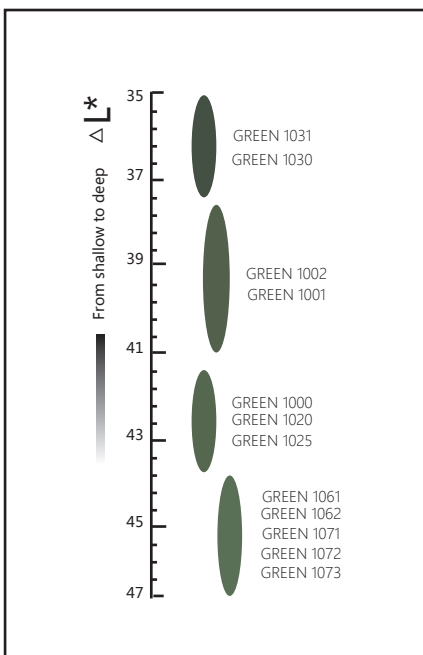 △ L*
From shallow to deep
35
37
39
41
43
45
47
GREEN 1031
GREEN 1030
GREEN 1002
GREEN 1001
GREEN 1000
GREEN 1020
GREEN 1025
GREEN 1061
GREEN 1062
GREEN 1071
GREEN 1072
GREEN 1073